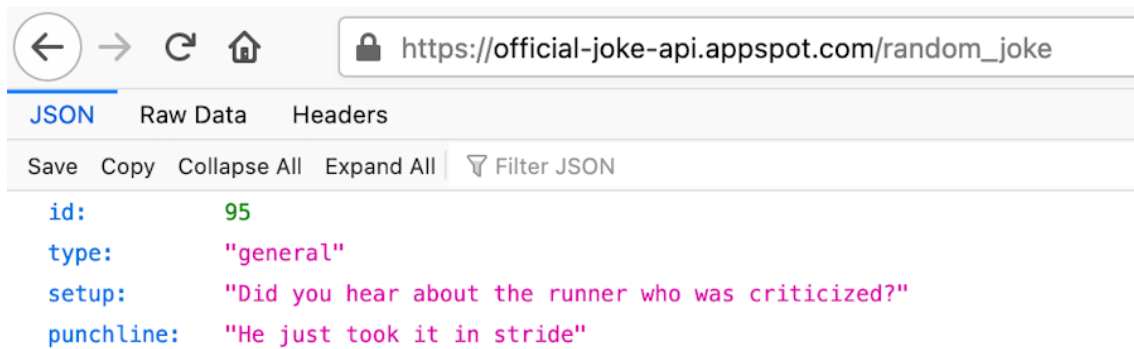 https://official-joke-api.appspot.com/random_joke
JSON Raw Data Headers
Save Copy Collapse All Expand All Filter JSON
id: 95
type: "general"
setup: "Did you hear about the runner who was criticized?"
punchline: "He just took it in stride"